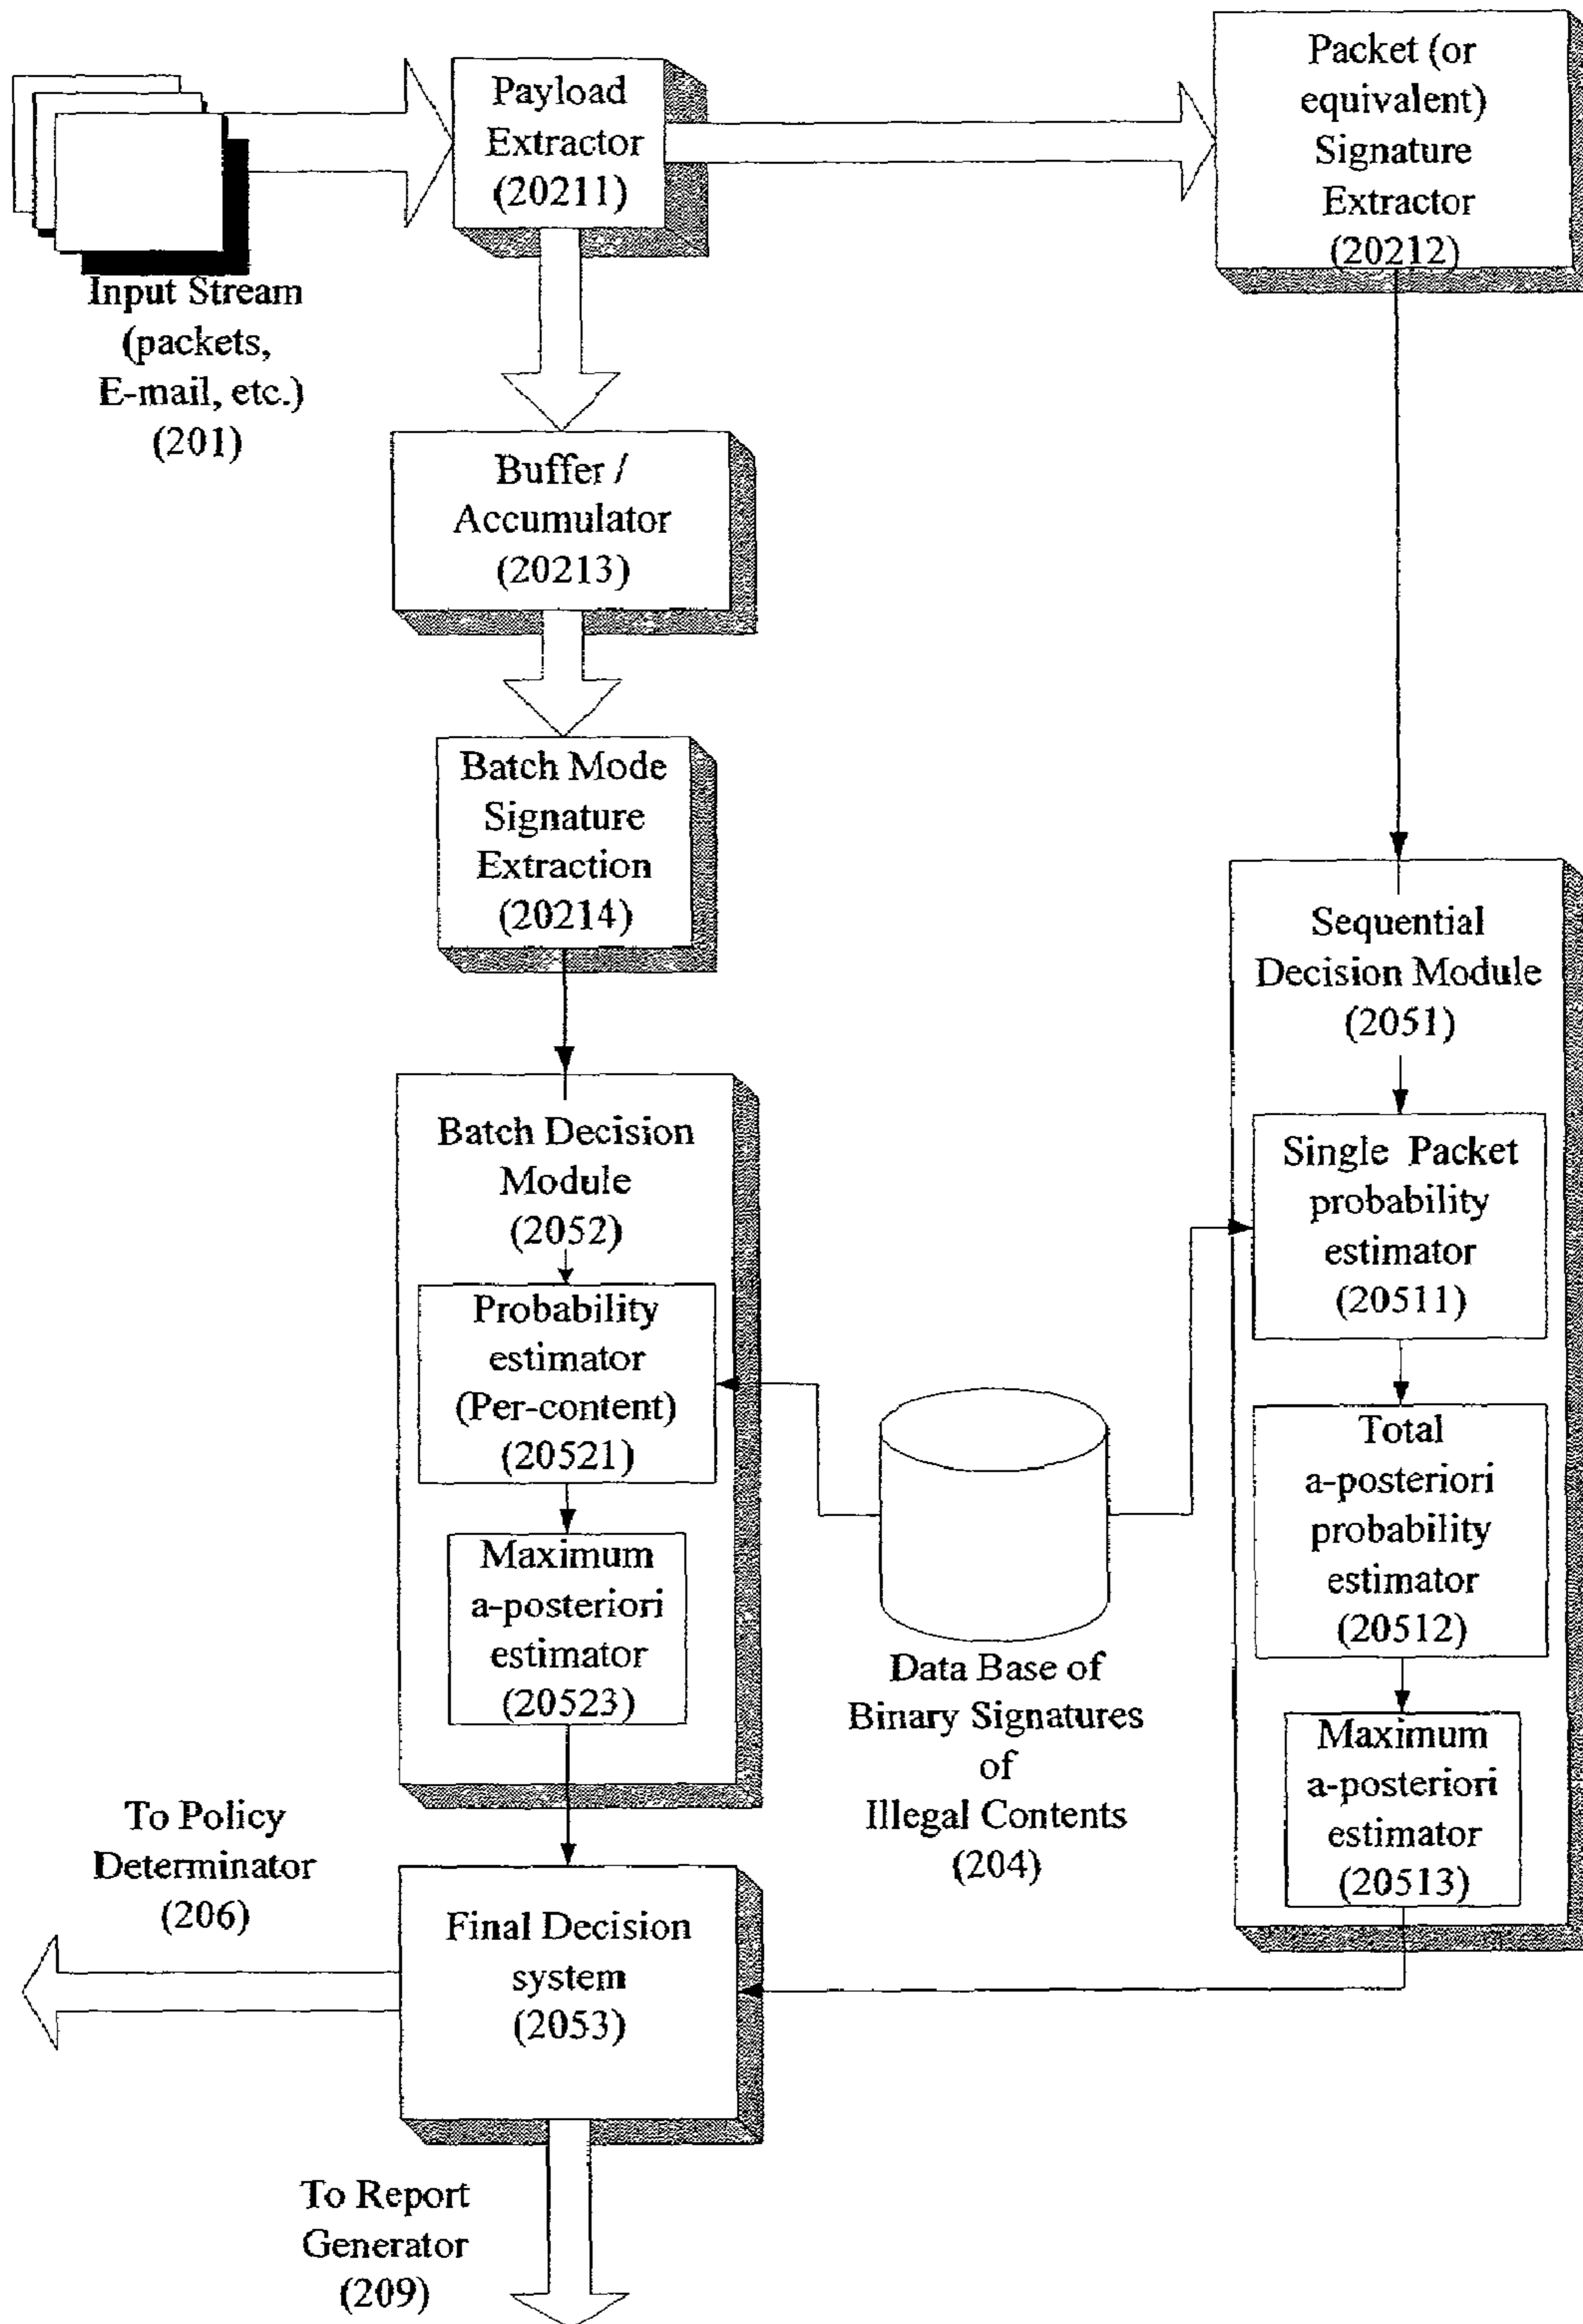 Payload
Extractor
(20211)
Packet (or
equivalent)
Signature
Extractor
(20212)
Input Stream
(packets,
E-mail, etc.)
(201)
Buffer /
Accumulator
(20213)
Batch Mode
Signature
Extraction
(20214)
Sequential
Decision Module
(2051)
Single Packet
probability
estimator
(20511)
Total
a-posteriori
probability
estimator
(20512)
Maximum
a-posteriori
estimator
(20513)
Batch Decision
Module
(2052)
Probability
estimator
(Per-content)
(20521)
Maximum
a-posteriori
estimator
(20523)
Data Base of
Binary Signatures
of
Illegal Contents
(204)
To Policy
Determinator
(206)
Final Decision
system
(2053)
To Report
Generator
(209)